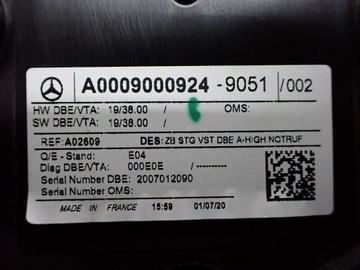 A0009000924 -9051 /002
HW DBE/VTA: 19/38.00 / OMS:
SW DBE/VTA: 19/38.00 /
REF: A02609 DES: ZB STG VST DBE A-HIGH NOTRUF
Q/E - Stand: E04
Diag DBE/VTA: 000E0E /
Serial Number DBE: 2007012090
Serial Number OMS:
MADE IN FRANCE 15:59 01/07/20